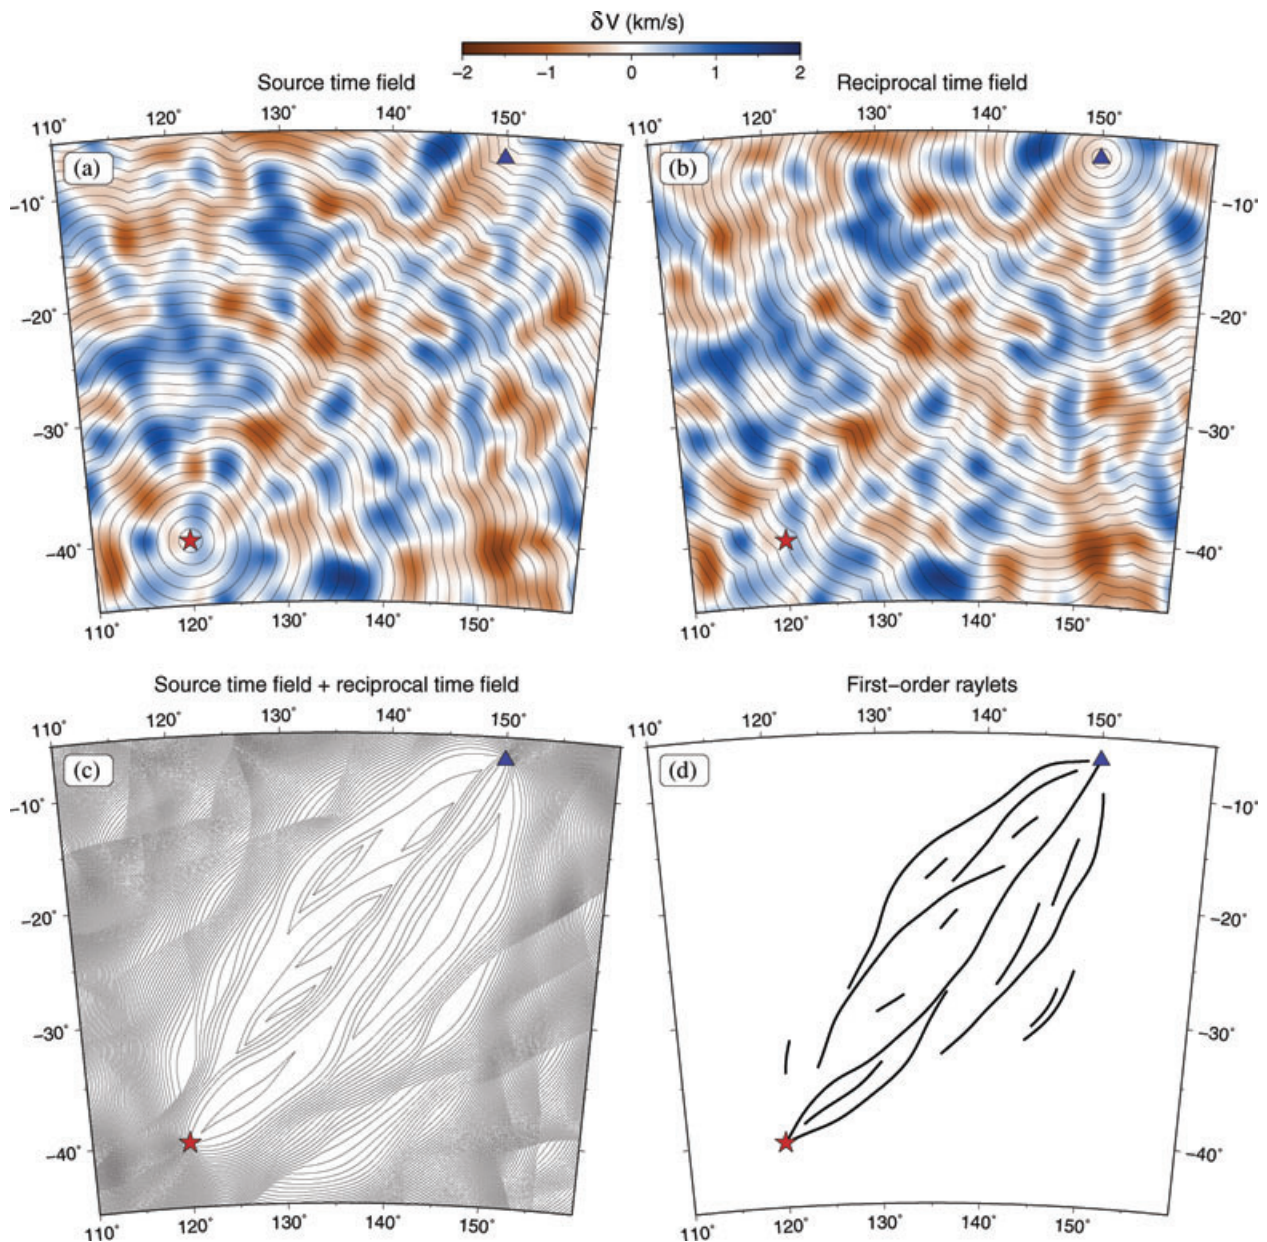 δV (km/s)
−2 −1 0 1 2
Source time field Reciprocal time field
110° 120° 130° 140° 150° 110° 120° 130° 140° 150°
(a) (b)
−10° −10°
−20° −20°
−30° −30°
−40° −40°
110° 120° 130° 140° 150° 110° 120° 130° 140° 150°
Source time field + reciprocal time field First−order raylets
110° 120° 130° 140° 150° 110° 120° 130° 140° 150°
(c) (d)
−10° −10°
−20° −20°
−30° −30°
−40° −40°
110° 120° 130° 140° 150° 110° 120° 130° 140° 150°